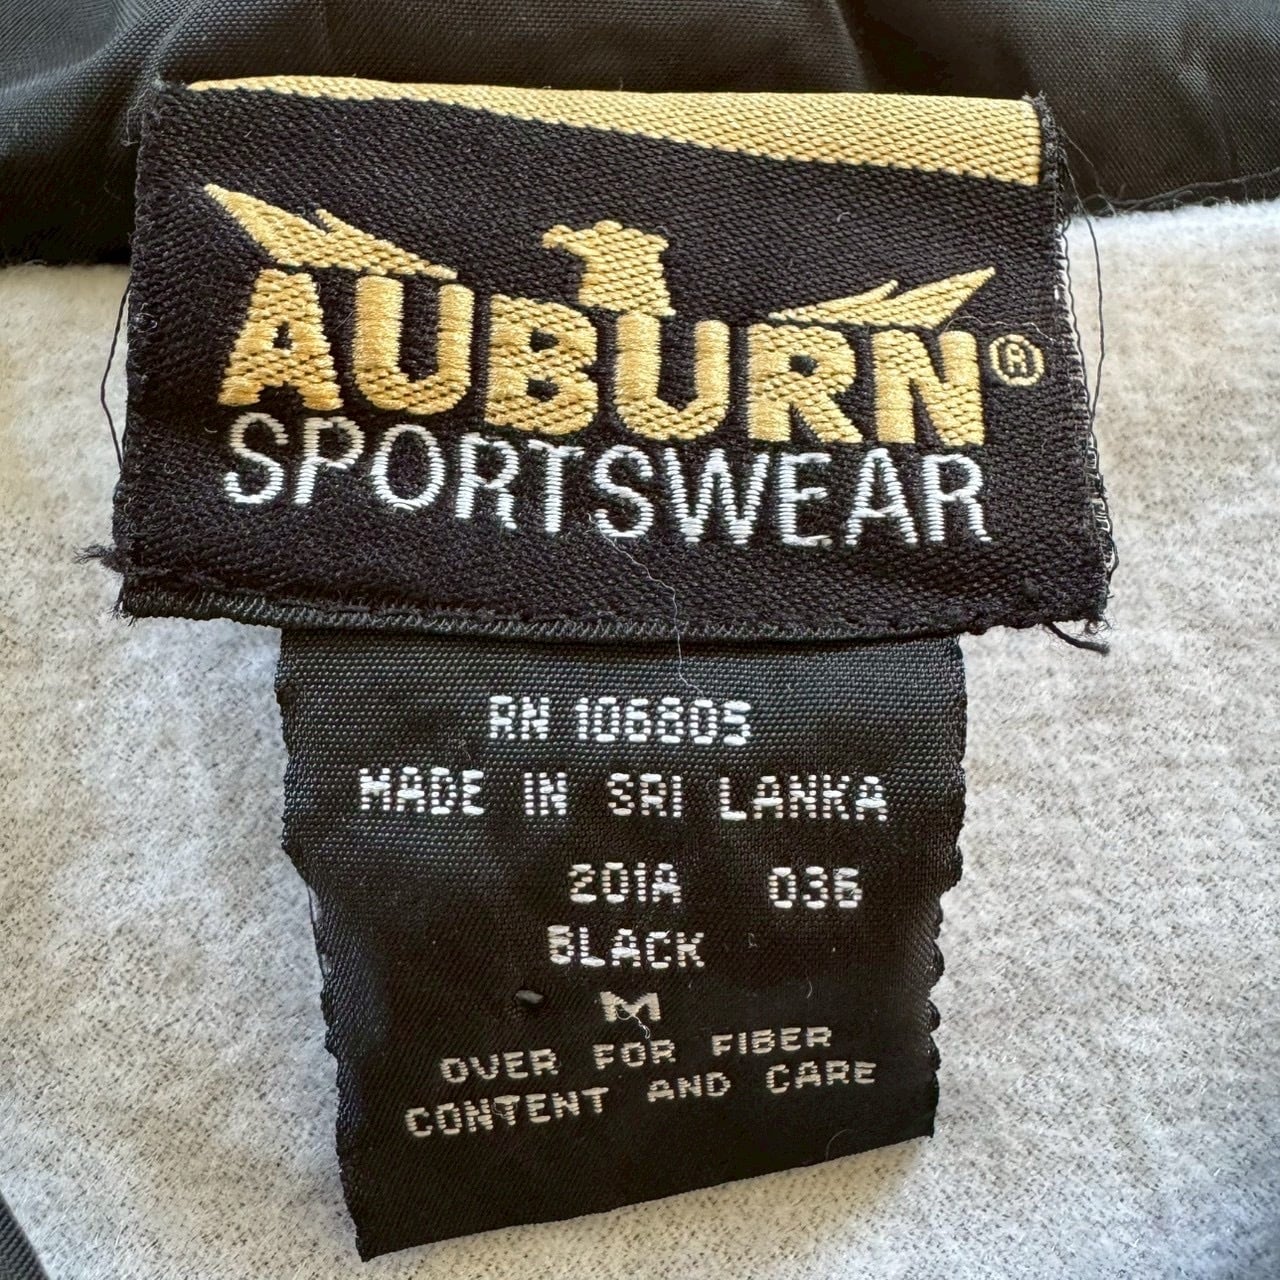 AUBURN®
SPORTSWEAR
RN 106805
MADE IN SRI LANKA
201A 036
BLACK
M
OVER FOR FIBER
CONTENT AND CARE